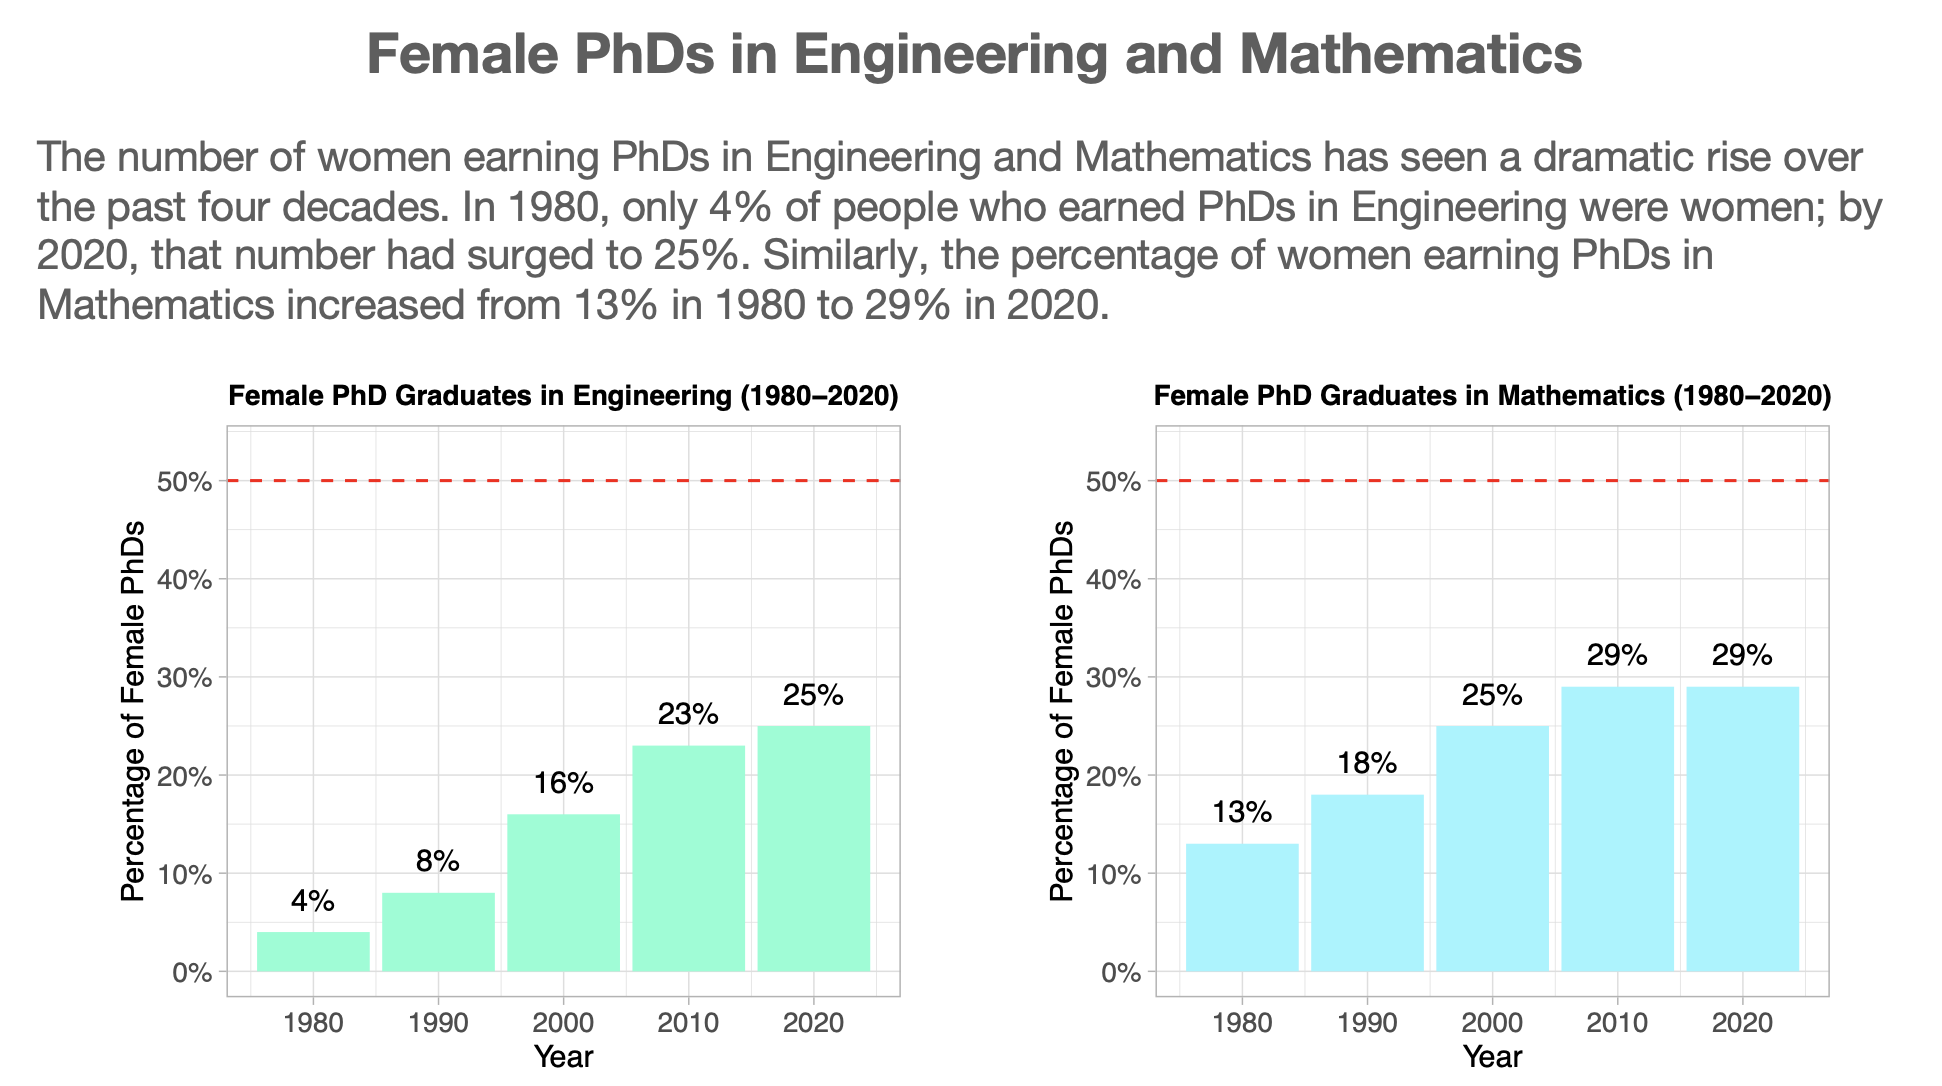 Female PhDs in Engineering and Mathematics
The number of women earning PhDs in Engineering and Mathematics has seen a dramatic rise over
the past four decades. In 1980, only 4% of people who earned PhDs in Engineering were women; by
2020, that number had surged to 25%. Similarly, the percentage of women earning PhDs in
Mathematics increased from 13% in 1980 to 29% in 2020.
Female PhD Graduates in Engineering (1980–2020)
Percentage of Female PhDs
50%
40%
30%
20%
10%
0%
4%
8%
16%
23%
25%
1980 1990 2000 2010 2020
Year
Female PhD Graduates in Mathematics (1980–2020)
Percentage of Female PhDs
50%
40%
30%
20%
10%
0%
13%
18%
25%
29%
29%
1980 1990 2000 2010 2020
Year